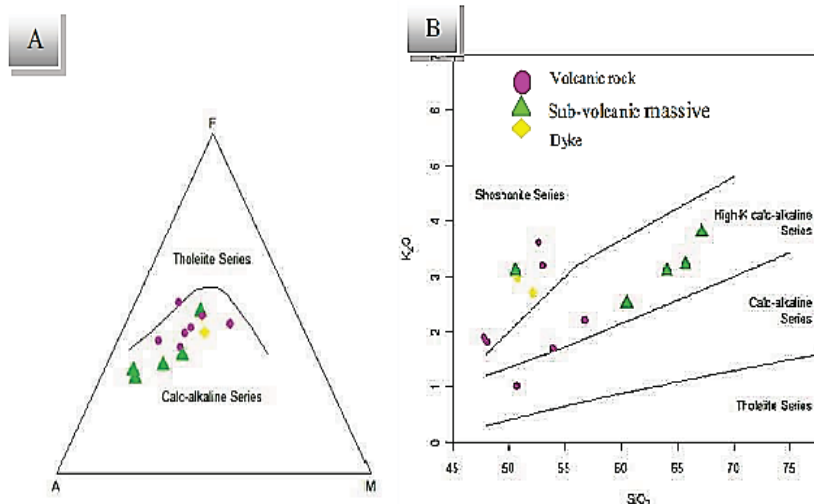 A
F
Tholeiite Series
Calc-alkaline Series
A
M
B
Volcanic rock
Sub-volcanic massive
Dyke
Shoshonite Series
High-K calc-alkaline
Series
Calc-alkaline
Series
Tholeiite Series
K₂O
0
1
2
3
4
5
6
45
50
55
60
65
70
75
SiO₂